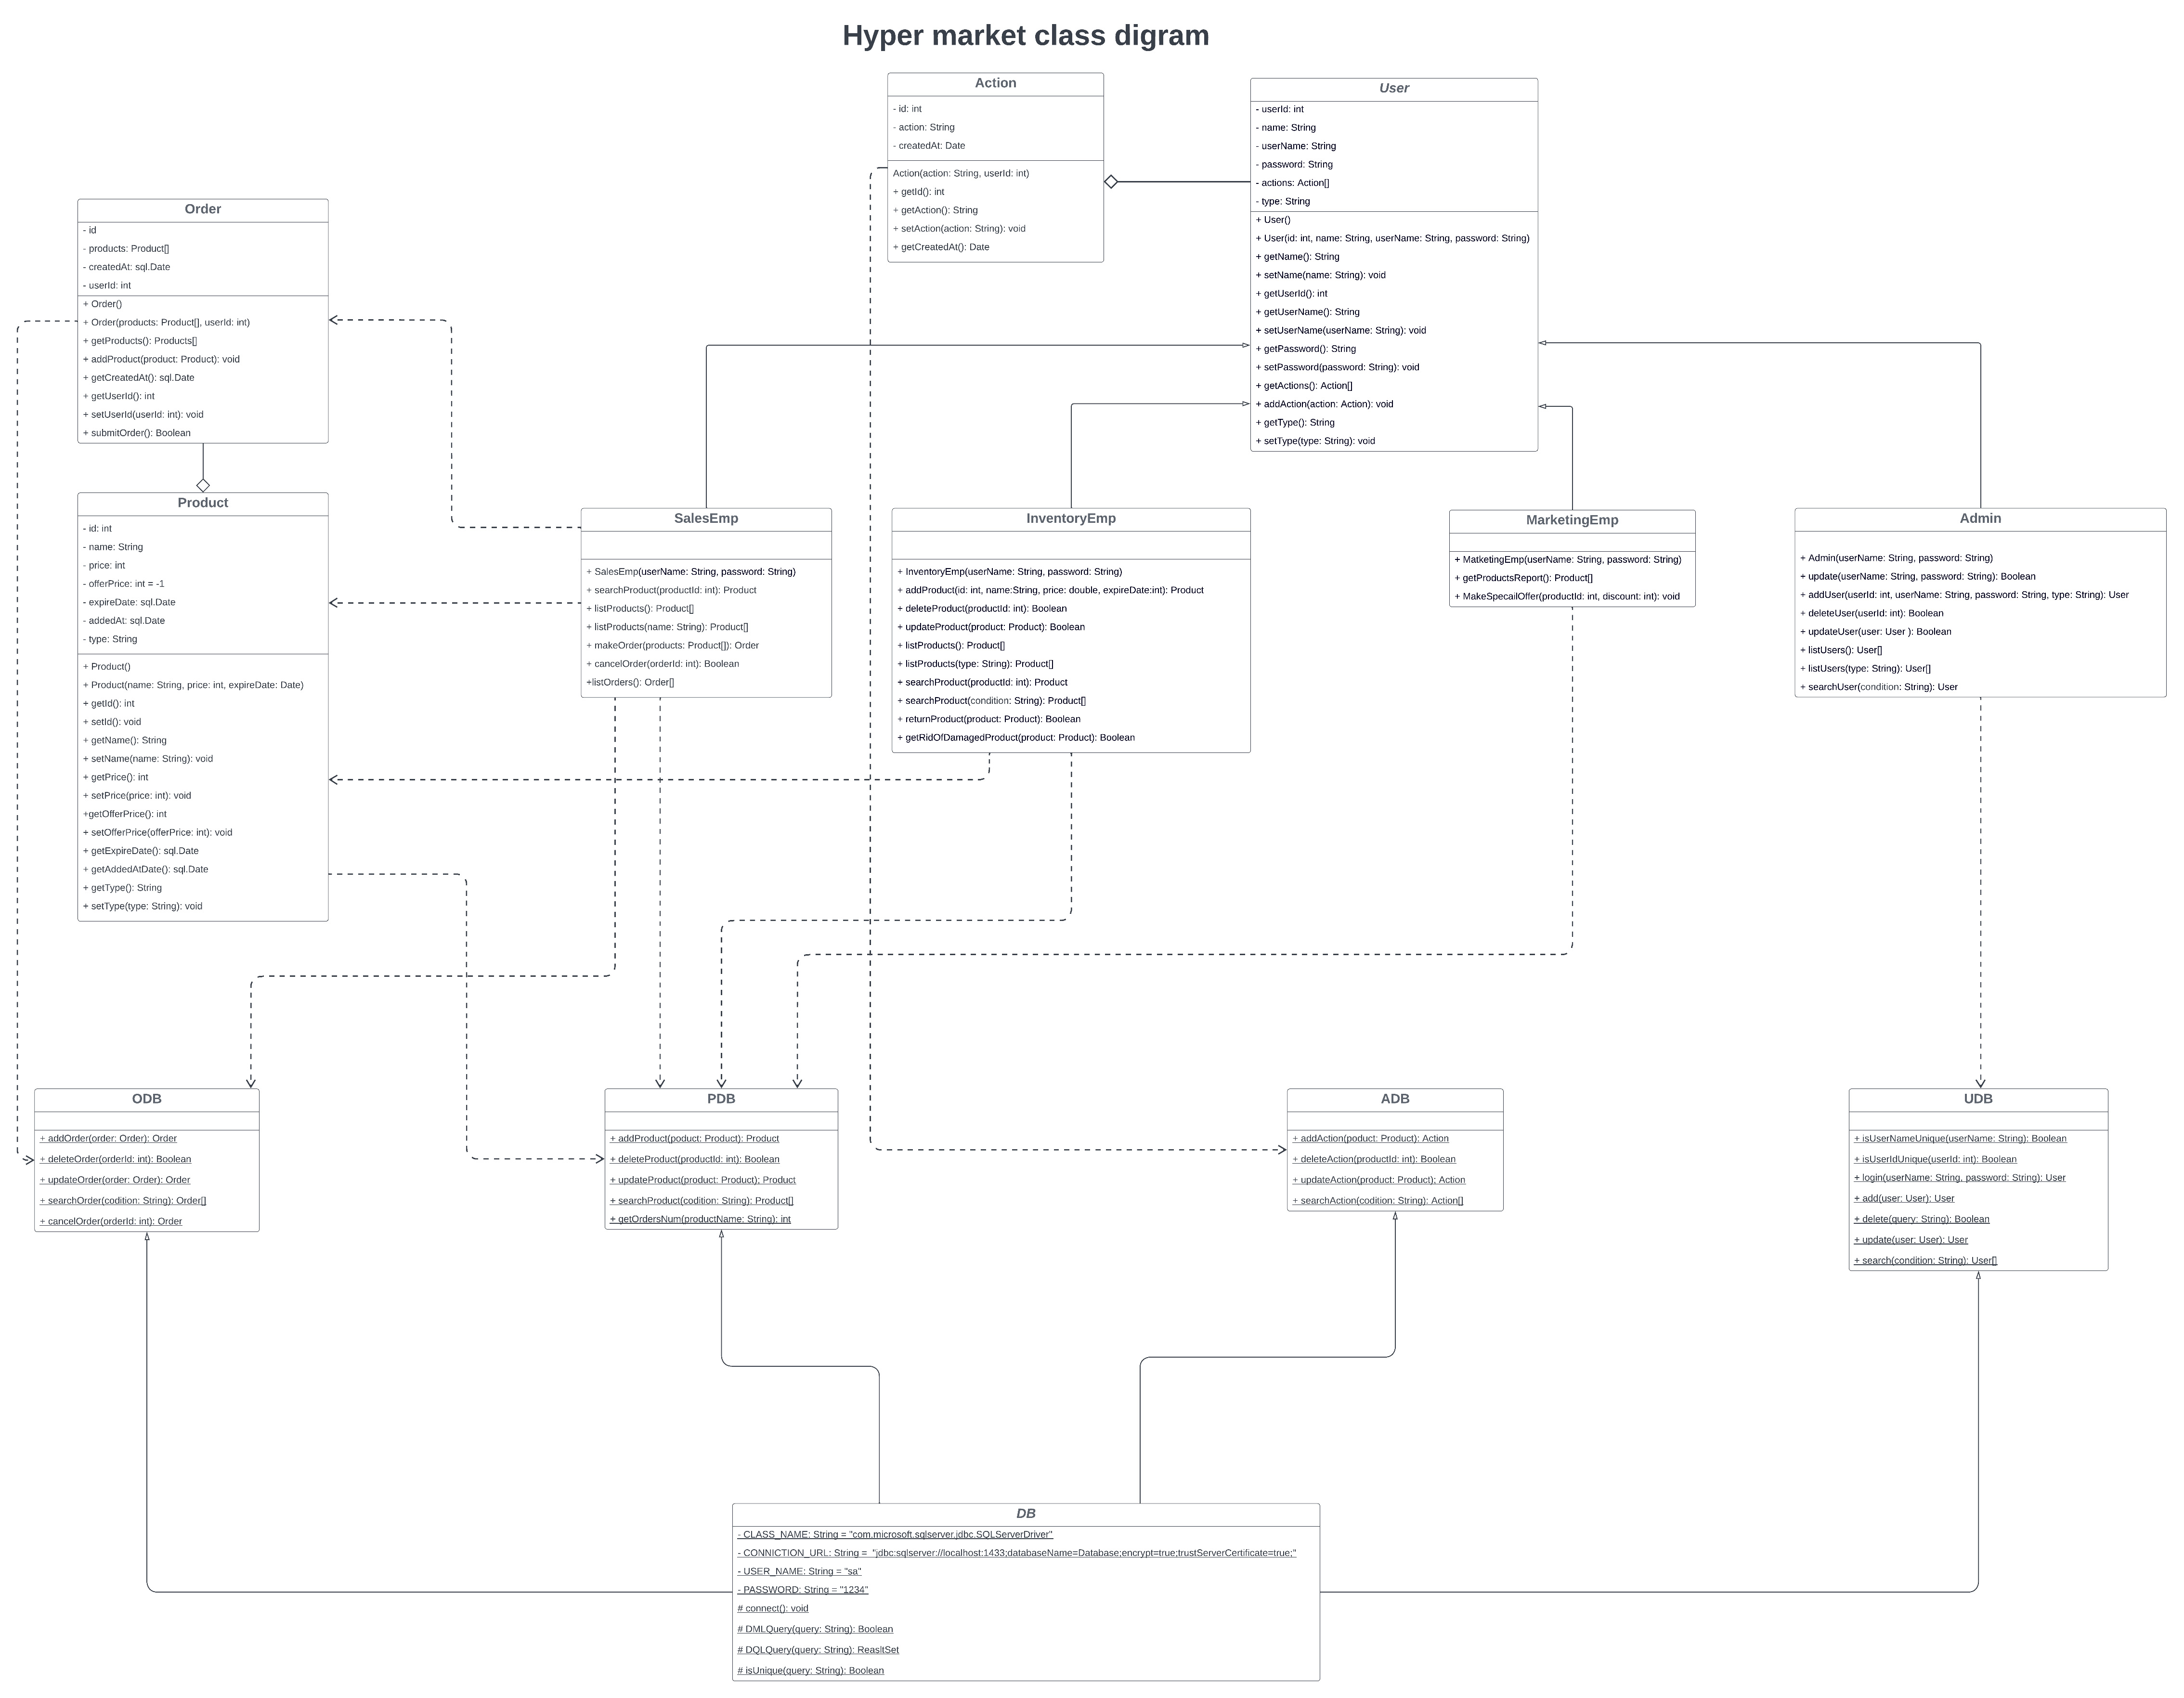 Hyper market class digram
Action
- id: int
- action: String
- createdAt: Date
Action(action: String, userId: int)
+ getId(): int
+ getAction(): String
+ setAction(action: String): void
+ getCreatedAt(): Date
User
- userId: int
- name: String
- userName: String
- password: String
- actions: Action[]
- type: String
+ User()
+ User(id: int, name: String, userName: String, password: String)
+ getName(): String
+ setName(name: String): void
+ getUserId(): int
+ getUserName(): String
+ setUserName(userName: String): void
+ getPassword(): String
+ setPassword(password: String): void
+ getActions(): Action[]
+ addAction(action: Action): void
+ getType(): String
+ setType(type: String): void
Order
- id
- products: Product[]
- createdAt: sql.Date
- userId: int
+ Order()
+ Order(products: Product[], userId: int)
+ getProducts(): Products[]
+ addProduct(product: Product): void
+ getCreatedAt(): sql.Date
+ getUserId(): int
+ setUserId(userId: int): void
+ submitOrder(): Boolean
Product
- id: int
- name: String
- price: int
- offerPrice: int = -1
- expireDate: sql.Date
- addedAt: sql.Date
- type: String
+ Product()
+ Product(name: String, price: int, expireDate: Date)
+ getId(): int
+ setId(): void
+ getName(): String
+ setName(name: String): void
+ getPrice(): int
+ setPrice(price: int): void
+getOfferPrice(): int
+ setOfferPrice(offerPrice: int): void
+ getExpireDate(): sql.Date
+ getAddedAtDate(): sql.Date
+ getType(): String
+ setType(type: String): void
SalesEmp
+ SalesEmp(userName: String, password: String)
+ searchProduct(productId: int): Product
+ listProducts(): Product[]
+ listProducts(name: String): Product[]
+ makeOrder(products: Product[]): Order
+ cancelOrder(orderId: int): Boolean
+listOrders(): Order[]
InventoryEmp
+ InventoryEmp(userName: String, password: String)
+ addProduct(id: int, name:String, price: double, expireDate:int): Product
+ deleteProduct(productId: int): Boolean
+ updateProduct(product: Product): Boolean
+ listProducts(): Product[]
+ listProducts(type: String): Product[]
+ searchProduct(productId: int): Product
+ searchProduct(condition: String): Product[]
+ returnProduct(product: Product): Boolean
+ getRidOfDamagedProduct(product: Product): Boolean
MarketingEmp
+ MatketingEmp(userName: String, password: String)
+ getProductsReport(): Product[]
+ MakeSpecailOffer(productId: int, discount: int): void
Admin
+ Admin(userName: String, password: String)
+ update(userName: String, password: String): Boolean
+ addUser(userId: int, userName: String, password: String, type: String): User
+ deleteUser(userId: int): Boolean
+ updateUser(user: User ): Boolean
+ listUsers(): User[]
+ listUsers(type: String): User[]
+ searchUser(condition: String): User
ODB
+ addOrder(order: Order): Order
+ deleteOrder(orderId: int): Boolean
+ updateOrder(order: Order): Order
+ searchOrder(codition: String): Order[]
+ cancelOrder(orderId: int): Order
PDB
+ addProduct(poduct: Product): Product
+ deleteProduct(productId: int): Boolean
+ updateProduct(product: Product): Product
+ searchProduct(codition: String): Product[]
+ getOrdersNum(productName: String): int
ADB
+ addAction(poduct: Product): Action
+ deleteAction(productId: int): Boolean
+ updateAction(product: Product): Action
+ searchAction(codition: String): Action[]
UDB
+ isUserNameUnique(userName: String): Boolean
+ isUserIdUnique(userId: int): Boolean
+ login(userName: String, password: String): User
+ add(user: User): User
+ delete(query: String): Boolean
+ update(user: User): User
+ search(condition: String): User[]
DB
- CLASS_NAME: String = "com.microsoft.sqlserver.jdbc.SQLServerDriver"
- CONNICTION_URL: String =  "jdbc:sqlserver://localhost:1433;databaseName=Database;encrypt=true;trustServerCertificate=true;"
- USER_NAME: String = "sa"
- PASSWORD: String = "1234"
# connect(): void
# DMLQuery(query: String): Boolean
# DQLQuery(query: String): ReasltSet
# isUnique(query: String): Boolean